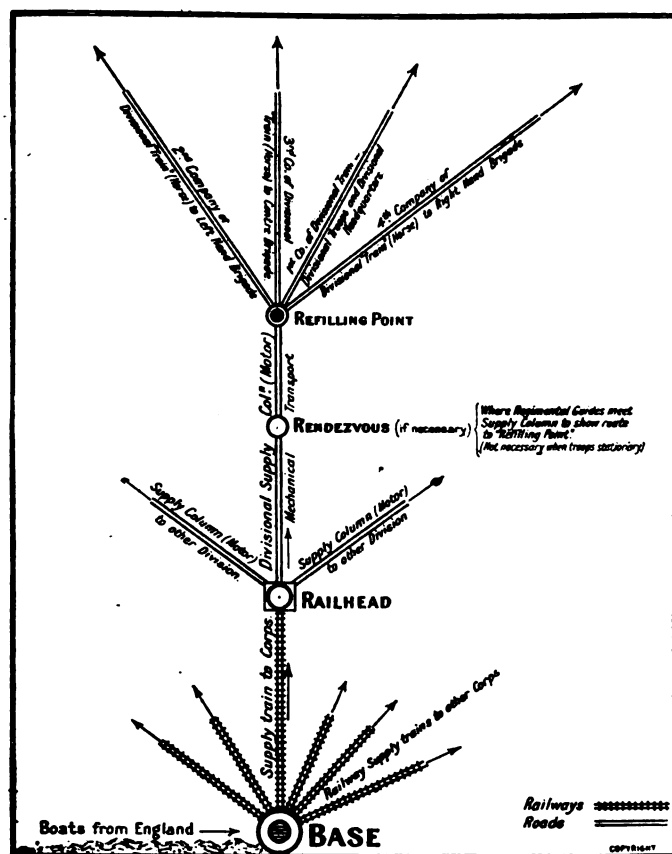 2nd Company of
Divisional Train (Horse) to Left Hand Brigade
3rd Co. of Divisional
Train (Horse) to Centre Brigade.
1st Co. of Divisional Train –
Divisional Troops and Divisional
Headquarters
4th Company of
Divisional Train (Horse) to Right Hand Brigade
REFILLING POINT
Divisional Supply Coln. (Motor)
Mechanical Transport
RENDEZVOUS (if necessary)
Where Regimental Guides meet
Supply Column to show route
to "Refilling Point."
(Not necessary when troops stationary)
Supply Column (Motor)
to other Division.
Supply Column (Motor)
to other Division
RAILHEAD
Supply train to Corps.
Railway Supply trains to other Corps
Boats from England
BASE
Railways
Roads
COPYRIGHT